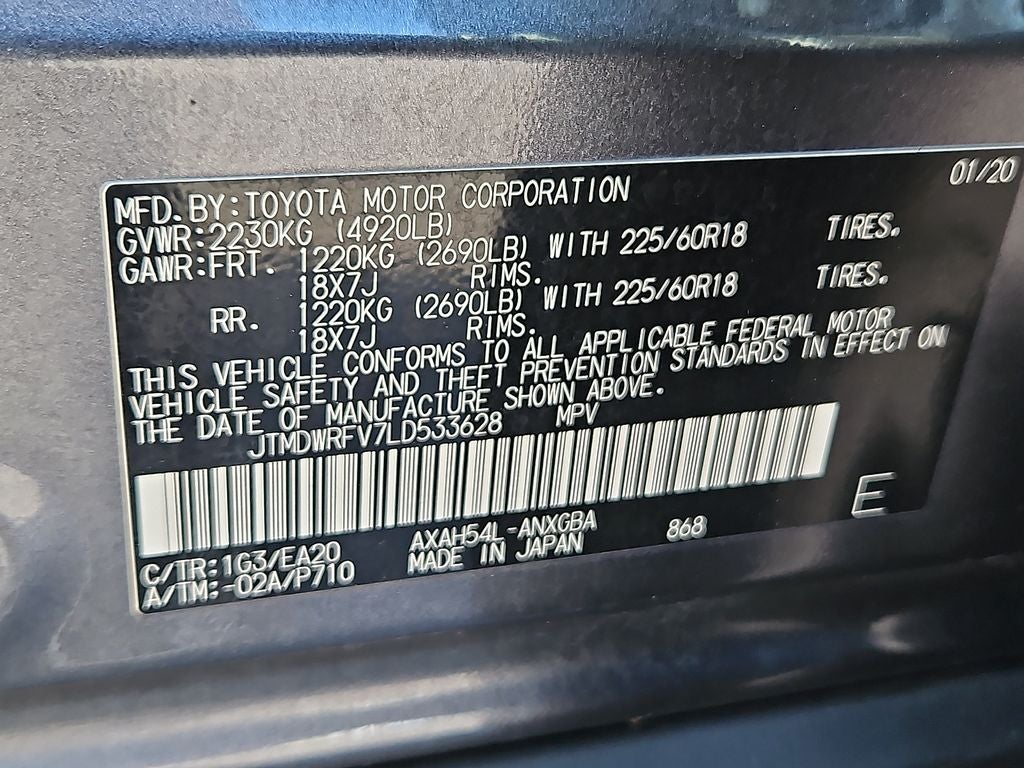 01/20
MFD. BY: TOYOTA MOTOR CORPORATION
GVWR: 2230KG (4920LB)
GAWR: FRT. 1220KG (2690LB) WITH 225/60R18 TIRES.
18X7J RIMS.
RR. 1220KG (2690LB) WITH 225/60R18 TIRES.
18X7J RIMS.
THIS VEHICLE CONFORMS TO ALL APPLICABLE FEDERAL MOTOR
VEHICLE SAFETY AND THEFT PREVENTION STANDARDS IN EFFECT ON
THE DATE OF MANUFACTURE SHOWN ABOVE.
JTMDWRFV7LD533628 MPV
E
AXAH54L-ANXGBA 868
C/TR: 1G3/EA20 MADE IN JAPAN
A/TM: -02A/P710